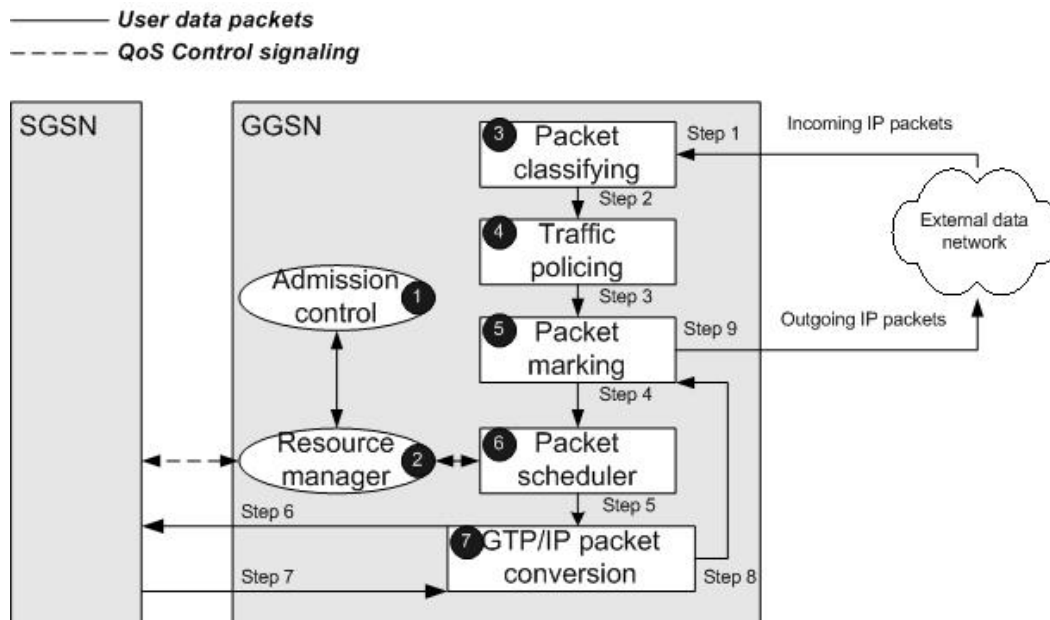 User data packets
QoS Control signaling
SGSN
GGSN
3
Packet
classifying
Step 1
Incoming IP packets
Step 2
4
Traffic
policing
External data
network
Admission
control
1
Step 3
5
Packet
marking
Step 9
Outgoing IP packets
Step 4
Resource
manager
2
6
Packet
scheduler
Step 5
Step 6
7
GTP/IP packet
conversion
Step 7
Step 8